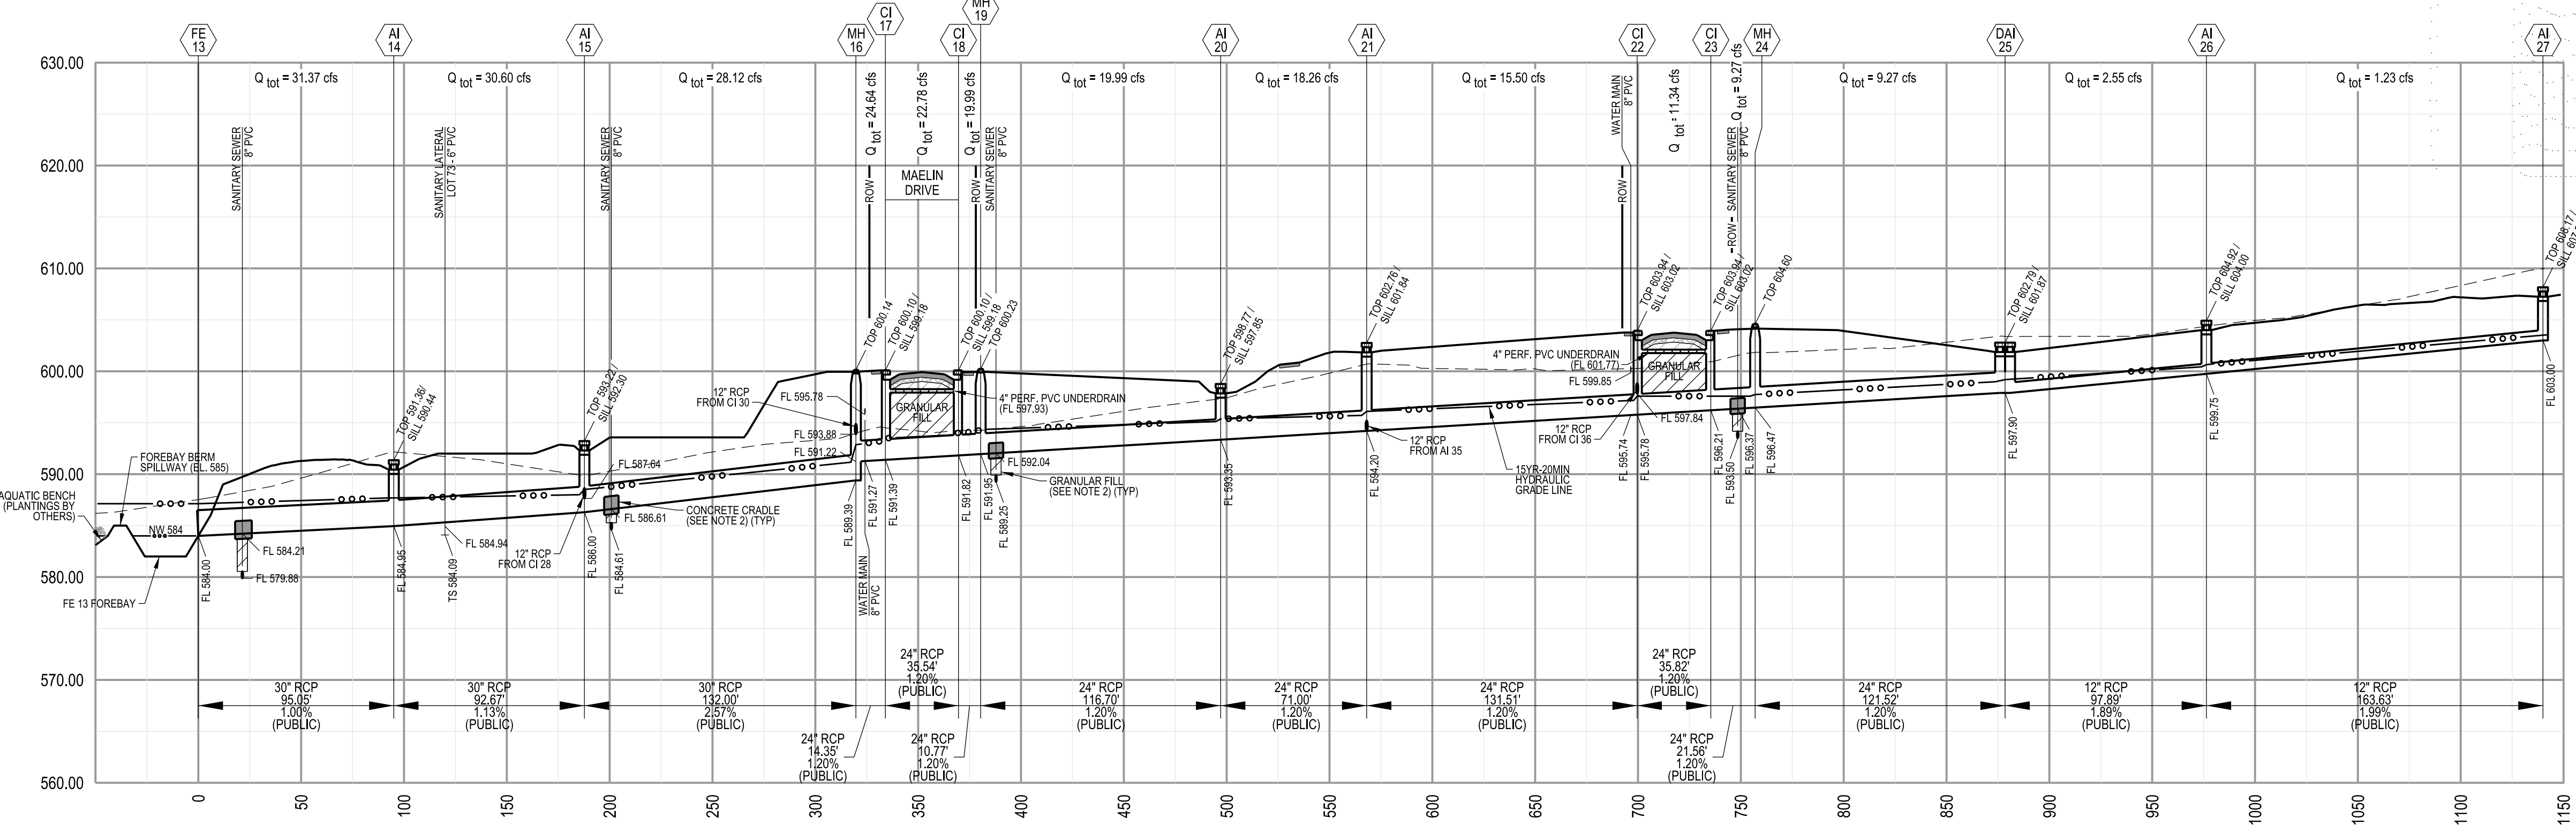 FE
13
AI
14
AI
15
MH
16
CI
17
CI
18
MH
19
AI
20
AI
21
CI
22
CI
23
MH
24
DAI
25
AI
26
AI
27
630.00
620.00
610.00
600.00
590.00
580.00
570.00
560.00
Q tot = 31.37 cfs
Q tot = 30.60 cfs
Q tot = 28.12 cfs
Q tot = 24.64 cfs
Q tot = 22.78 cfs
Q tot = 19.99 cfs
Q tot = 19.99 cfs
Q tot = 18.26 cfs
Q tot = 15.50 cfs
Q tot = 11.34 cfs
Q tot = 9.27 cfs
Q tot = 9.27 cfs
Q tot = 2.55 cfs
Q tot = 1.23 cfs
SANITARY SEWER
8" PVC
SANITARY LATERAL
LOT 73 - 6" PVC
SANITARY SEWER
8" PVC
ROW
MAELIN
DRIVE
ROW
SANITARY SEWER
8" PVC
WATER MAIN
8" PVC
ROW
ROW
SANITARY SEWER
8" PVC
TOP 591.36/
SILL 590.44
TOP 593.22 /
SILL 592.30
TOP 600.14
TOP 600.10 /
SILL 599.18
TOP 600.10 /
SILL 599.18
TOP 600.23
TOP 598.77 /
SILL 597.85
TOP 602.76 /
SILL 601.84
TOP 603.94 /
SILL 603.02
TOP 603.94 /
SILL 603.02
TOP 604.60
TOP 602.79 /
SILL 601.87
TOP 604.92 /
SILL 604.00
TOP 608.17 /
SILL
AQUATIC BENCH
(PLANTINGS BY
OTHERS)
FOREBAY BERM
SPILLWAY (EL. 585)
NW 584
FE 13 FOREBAY
FL 584.00
FL 584.21
FL 579.88
FL 584.95
FL 584.94
TS 584.09
12" RCP
FROM CI 28
FL 587.64
FL 586.00
FL 586.61
FL 584.61
CONCRETE CRADLE
(SEE NOTE 2) (TYP)
12" RCP
FROM CI 30
FL 595.78
FL 593.88
FL 591.22
FL 589.39
FL 591.27
FL 591.39
WATER MAIN
8" PVC
GRANULAR
FILL
4" PERF. PVC UNDERDRAIN
(FL 597.93)
FL 591.82
FL 591.95
FL 589.25
FL 592.04
GRANULAR FILL
(SEE NOTE 2) (TYP)
FL 593.35
FL 594.20
12" RCP
FROM AI 35
15YR-20MIN
HYDRAULIC
GRADE LINE
4" PERF. PVC UNDERDRAIN
(FL 601.77)
FL 599.85
GRANULAR
FILL
12" RCP
FROM CI 36
FL 597.84
FL 595.74
FL 595.78
FL 596.21
FL 593.50
FL 596.37
FL 596.47
FL 597.90
FL 599.75
FL 603.00
30" RCP
95.05'
1.00%
(PUBLIC)
30" RCP
92.67'
1.13%
(PUBLIC)
30" RCP
132.00'
2.57%
(PUBLIC)
24" RCP
14.35'
1.20%
(PUBLIC)
24" RCP
35.54'
1.20%
(PUBLIC)
24" RCP
10.77'
1.20%
(PUBLIC)
24" RCP
116.70'
1.20%
(PUBLIC)
24" RCP
71.00'
1.20%
(PUBLIC)
24" RCP
131.51'
1.20%
(PUBLIC)
24" RCP
35.82'
1.20%
(PUBLIC)
24" RCP
21.56'
1.20%
(PUBLIC)
24" RCP
121.52'
1.20%
(PUBLIC)
12" RCP
97.89'
1.89%
(PUBLIC)
12" RCP
163.63'
1.99%
(PUBLIC)
0
50
100
150
200
250
300
350
400
450
500
550
600
650
700
750
800
850
900
950
1000
1050
1100
1150